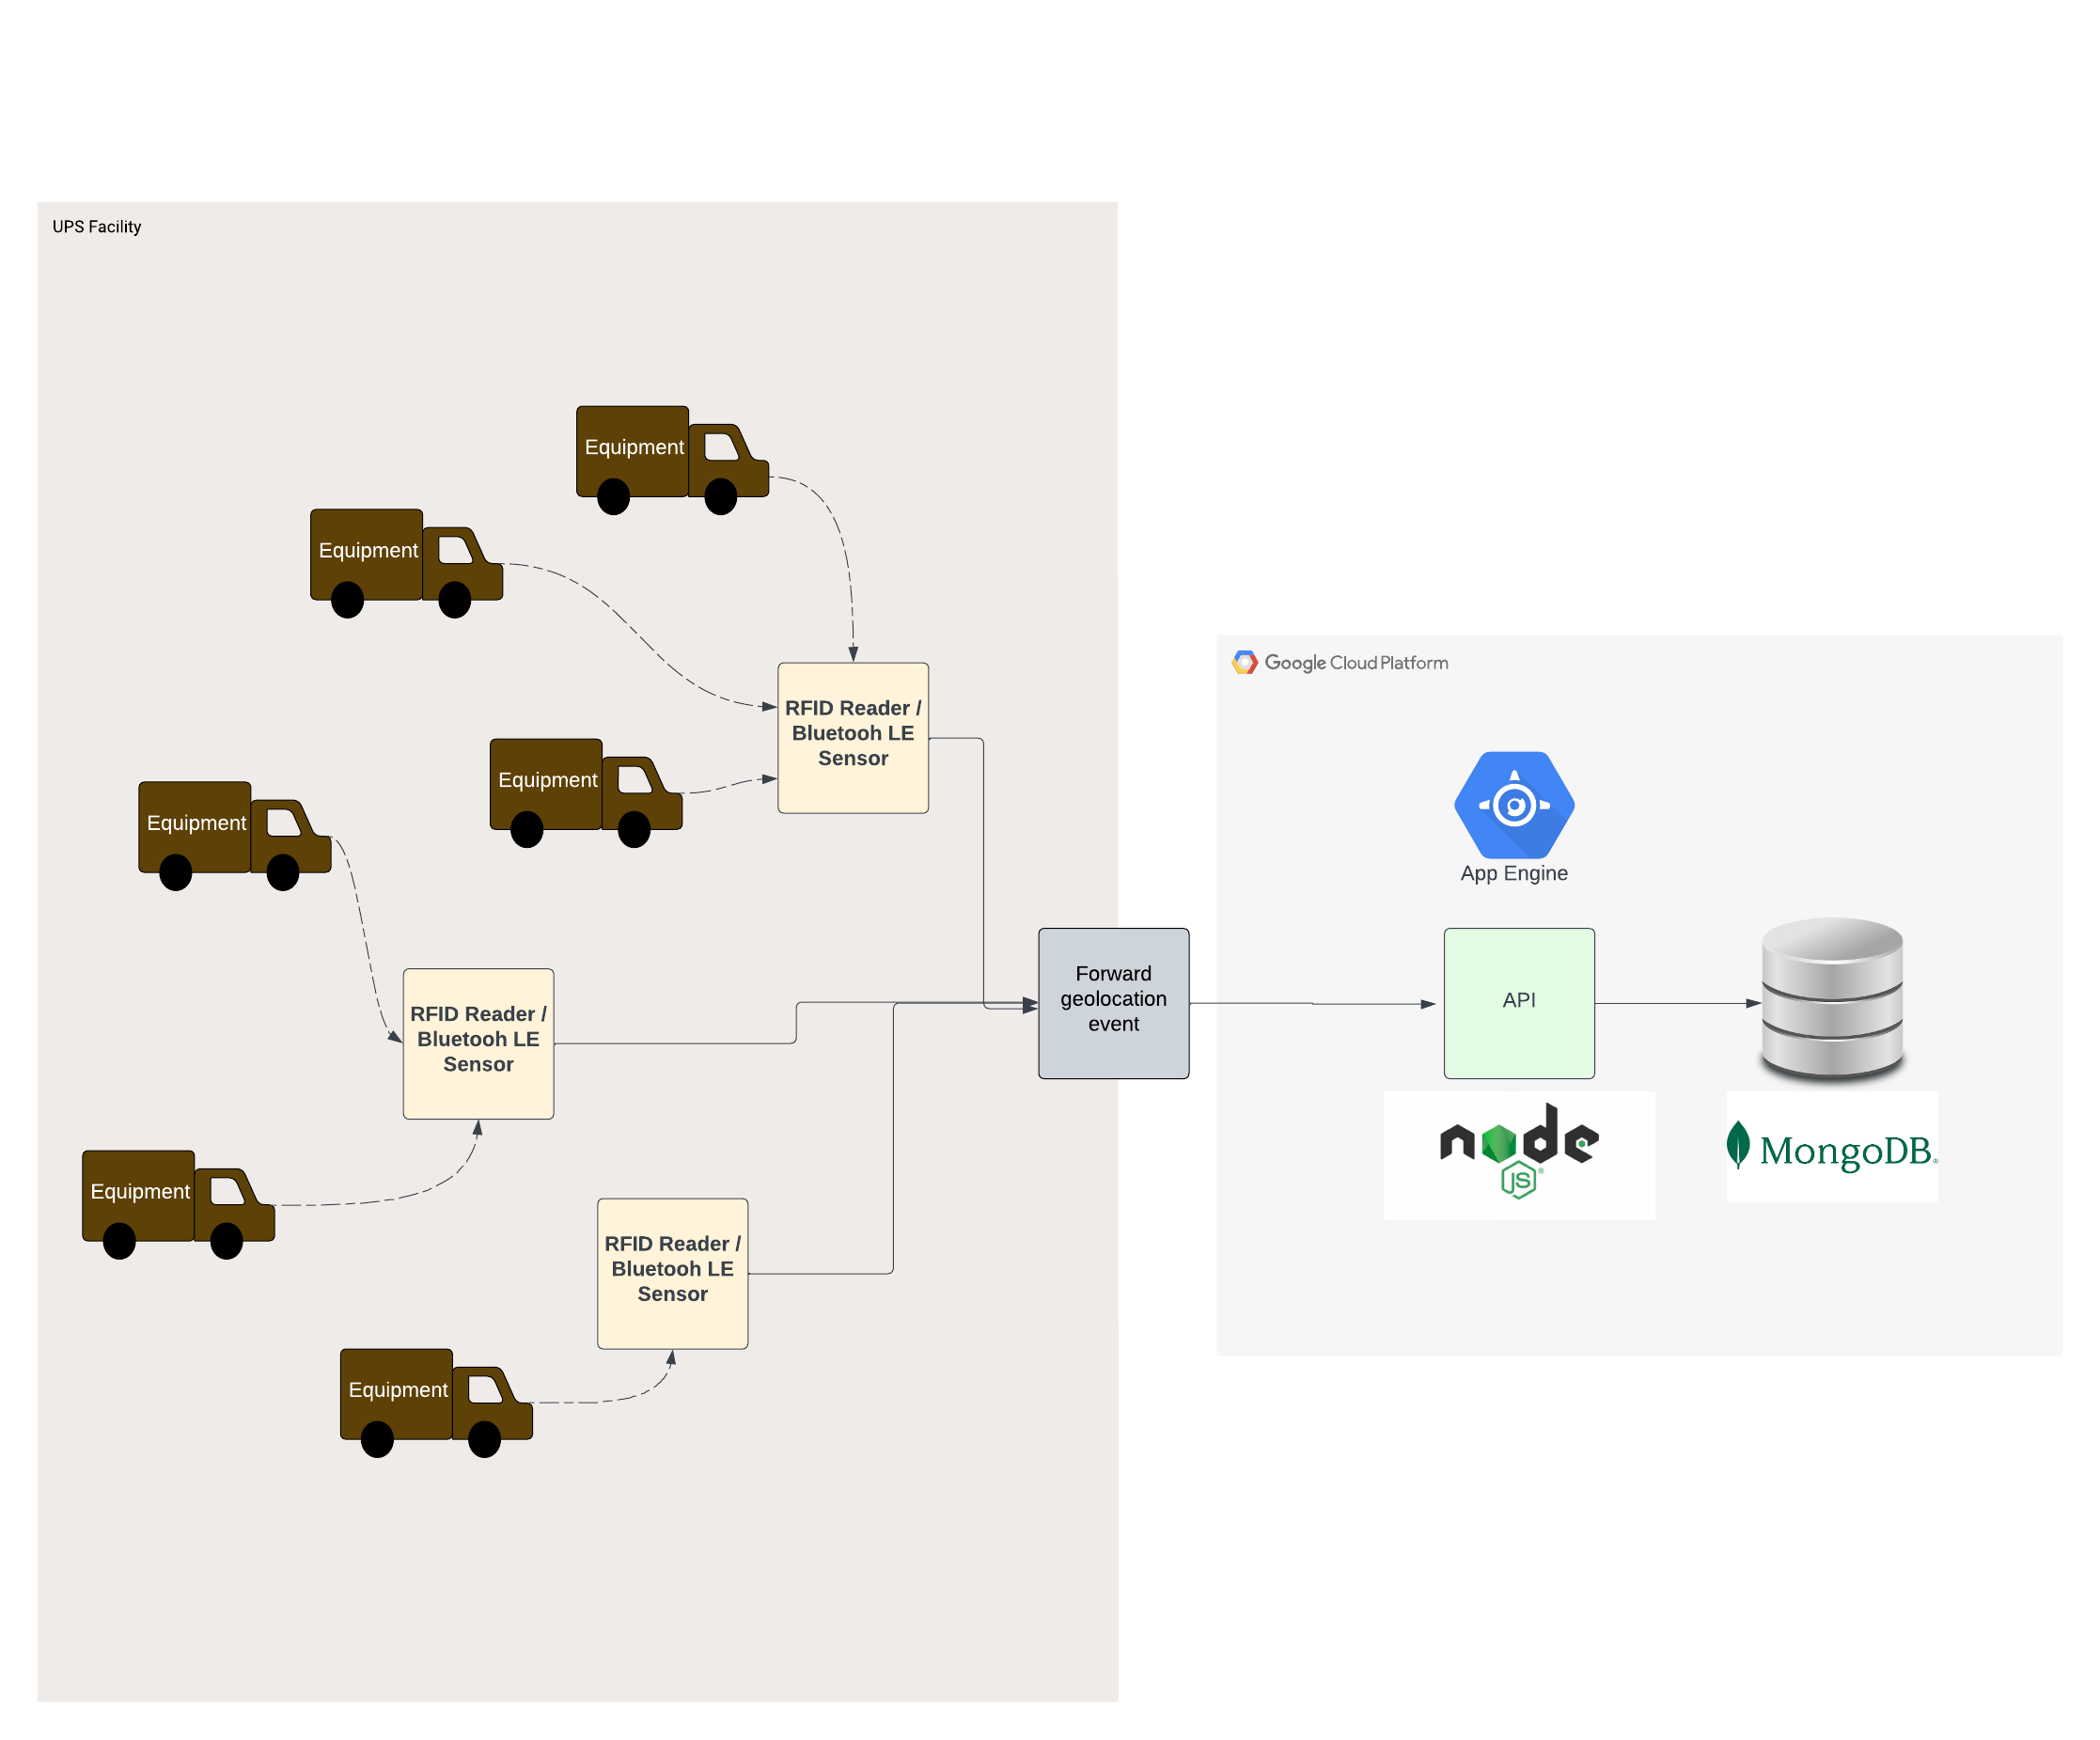 UPS Facility
Equipment
Equipment
Google Cloud Platform
RFID Reader /
Bluetooh LE
Sensor
Equipment
Equipment
App Engine
Forward
geolocation
event
API
RFID Reader /
Bluetooh LE
Sensor
node
JS
MongoDB
Equipment
RFID Reader /
Bluetooh LE
Sensor
Equipment